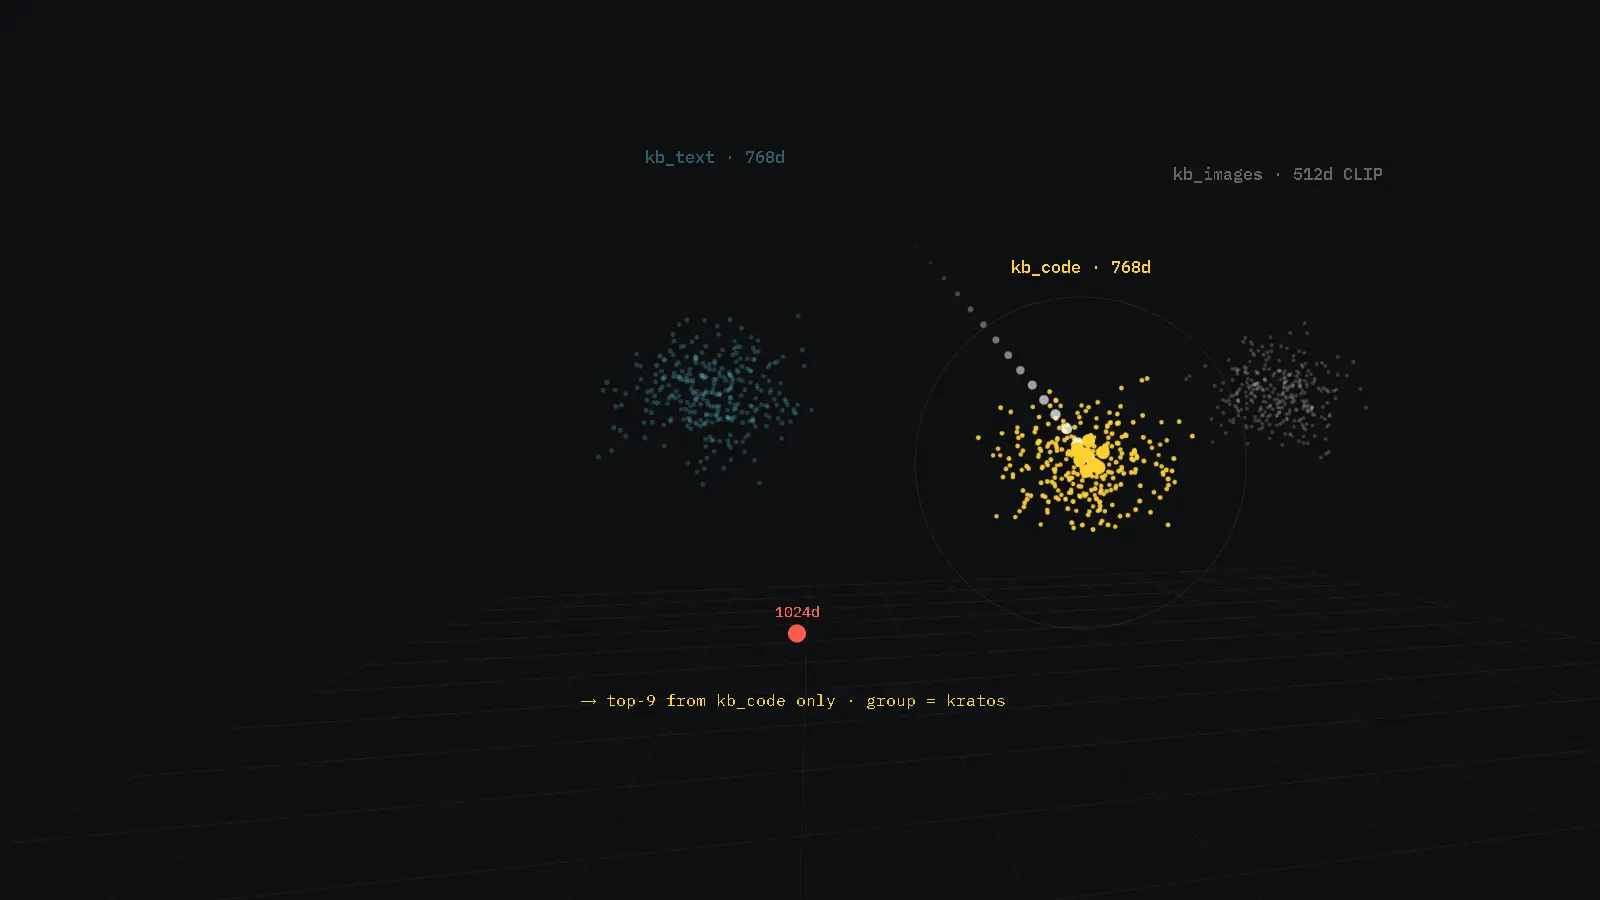 kb_text · 768d
kb_images · 512d CLIP
kb_code · 768d
1024d
→ top-9 from kb_code only · group = kratos